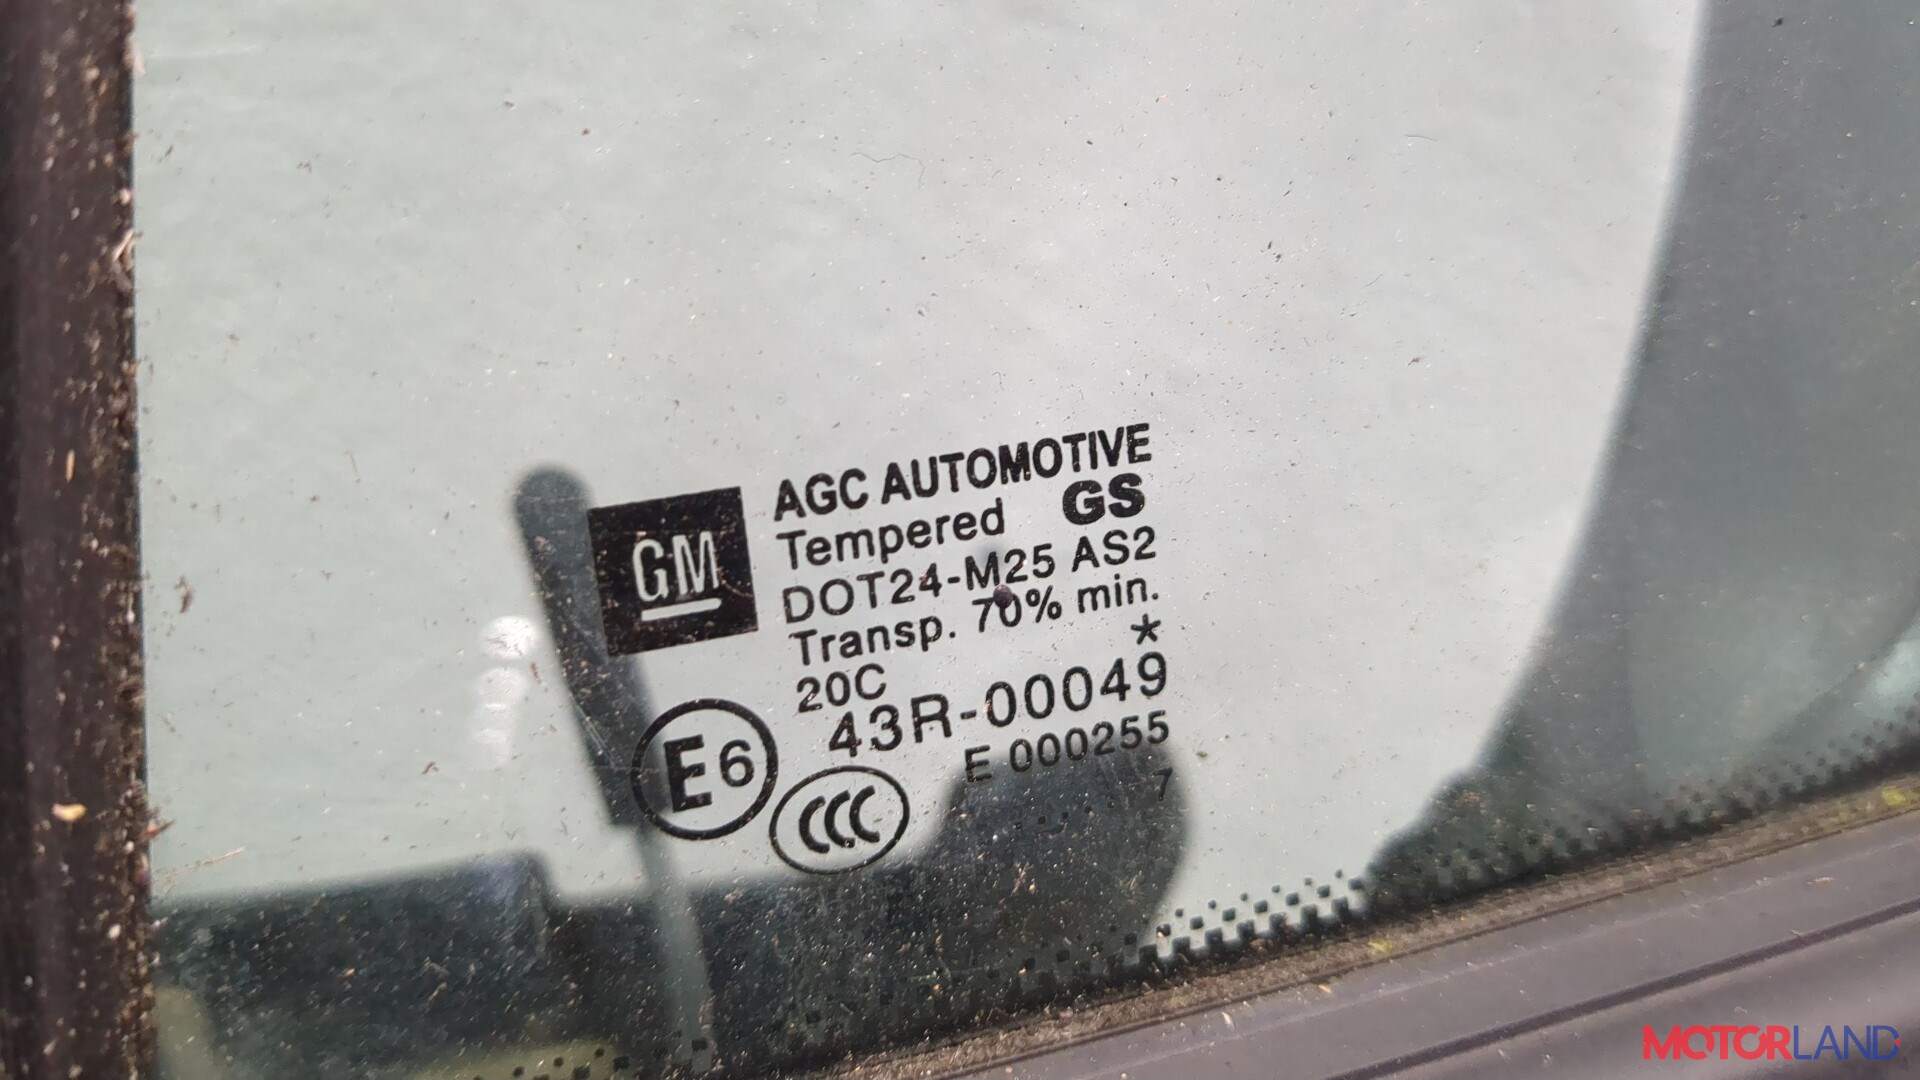 GM
AGC AUTOMOTIVE
Tempered GS
DOT24-M25 AS2
Transp. 70% min.
*
20C
43R-00049
E6
E 000255
CCC
7
MOTORLAND